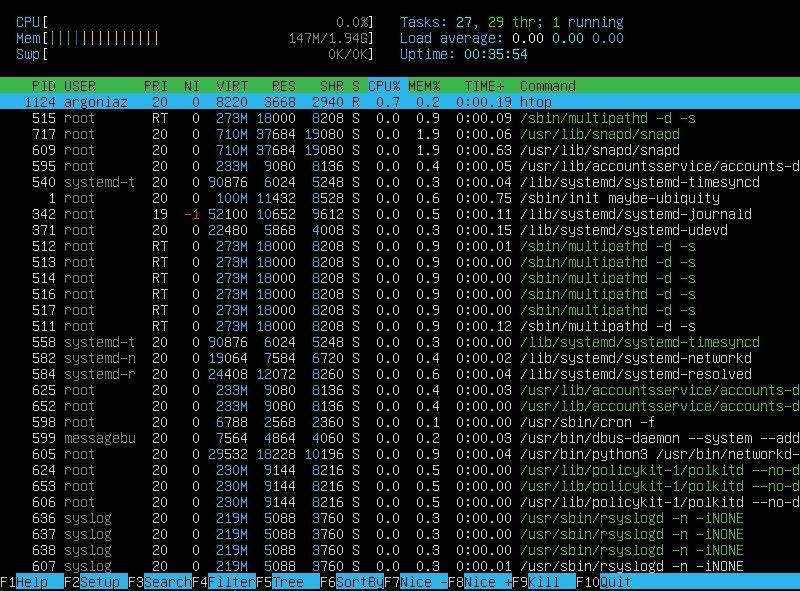 CPU[ 0.0%] Tasks: 27, 29 thr; 1 running
Mem[||||||||||||||| 147M/1.94G] Load average: 0.00 0.00 0.00
Swp[ 0K/0K] Uptime: 00:35:54
PID USER PRI NI VIRT RES SHR S CPU% MEM% TIME+ Command
1124 argoniaz 20 0 8220 3668 2940 R 0.7 0.2 0:00.19 htop
515 root RT 0 273M 18000 8208 S 0.0 0.9 0:00.09 /sbin/multipathd -d -s
717 root 20 0 710M 37684 19080 S 0.0 1.9 0:00.06 /usr/lib/snapd/snapd
609 root 20 0 710M 37684 19080 S 0.0 1.9 0:00.63 /usr/lib/snapd/snapd
595 root 20 0 233M 9080 8136 S 0.0 0.4 0:00.05 /usr/lib/accountsservice/accounts-d
540 systemd-t 20 0 90876 6024 5248 S 0.0 0.3 0:00.04 /lib/systemd/systemd-timesyncd
1 root 20 0 100M 11432 8528 S 0.0 0.6 0:00.75 /sbin/init maybe-ubiquity
342 root 19 -1 52100 10652 9612 S 0.0 0.5 0:00.11 /lib/systemd/systemd-journald
371 root 20 0 22480 5868 4008 S 0.0 0.3 0:00.15 /lib/systemd/systemd-udevd
512 root RT 0 273M 18000 8208 S 0.0 0.9 0:00.01 /sbin/multipathd -d -s
513 root RT 0 273M 18000 8208 S 0.0 0.9 0:00.00 /sbin/multipathd -d -s
514 root RT 0 273M 18000 8208 S 0.0 0.9 0:00.00 /sbin/multipathd -d -s
516 root RT 0 273M 18000 8208 S 0.0 0.9 0:00.00 /sbin/multipathd -d -s
517 root RT 0 273M 18000 8208 S 0.0 0.9 0:00.00 /sbin/multipathd -d -s
511 root RT 0 273M 18000 8208 S 0.0 0.9 0:00.12 /sbin/multipathd -d -s
558 systemd-t 20 0 90876 6024 5248 S 0.0 0.3 0:00.00 /lib/systemd/systemd-timesyncd
582 systemd-n 20 0 19064 7584 6720 S 0.0 0.4 0:00.02 /lib/systemd/systemd-networkd
584 systemd-r 20 0 24408 12072 8260 S 0.0 0.6 0:00.04 /lib/systemd/systemd-resolved
625 root 20 0 233M 9080 8136 S 0.0 0.4 0:00.03 /usr/lib/accountsservice/accounts-d
652 root 20 0 233M 9080 8136 S 0.0 0.4 0:00.00 /usr/lib/accountsservice/accounts-d
598 root 20 0 6788 2568 2360 S 0.0 0.1 0:00.00 /usr/sbin/cron -f
599 messagebu 20 0 7564 4864 4060 S 0.0 0.2 0:00.03 /usr/bin/dbus-daemon --system --add
605 root 20 0 29532 18228 10196 S 0.0 0.9 0:00.04 /usr/bin/python3 /usr/bin/networkd-
624 root 20 0 230M 9144 8216 S 0.0 0.5 0:00.00 /usr/lib/policykit-1/polkitd --no-d
653 root 20 0 230M 9144 8216 S 0.0 0.5 0:00.00 /usr/lib/policykit-1/polkitd --no-d
606 root 20 0 230M 9144 8216 S 0.0 0.5 0:00.00 /usr/lib/policykit-1/polkitd --no-d
636 syslog 20 0 219M 5088 3760 S 0.0 0.3 0:00.00 /usr/sbin/rsyslogd -n -iNONE
637 syslog 20 0 219M 5088 3760 S 0.0 0.3 0:00.00 /usr/sbin/rsyslogd -n -iNONE
638 syslog 20 0 219M 5088 3760 S 0.0 0.3 0:00.00 /usr/sbin/rsyslogd -n -iNONE
607 syslog 20 0 219M 5088 3760 S 0.0 0.3 0:00.01 /usr/sbin/rsyslogd -n -iNONE
F1Help F2Setup F3SearchF4FilterF5Tree F6SortByF7Nice -F8Nice +F9Kill F10Quit